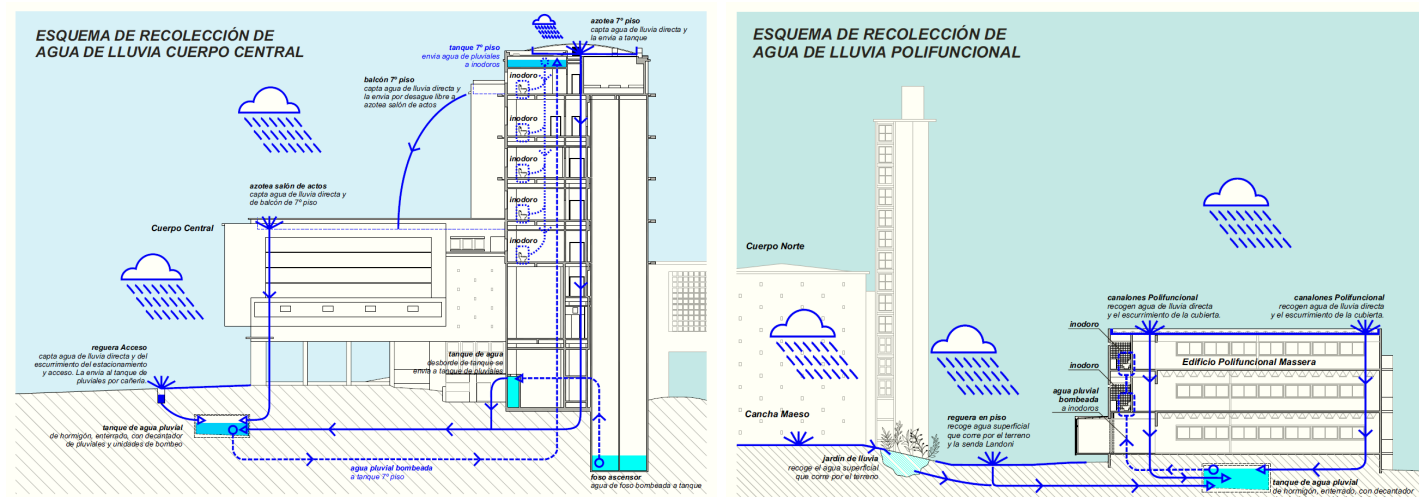 ESQUEMA DE RECOLECCIÓN DE
AGUA DE LLUVIA CUERPO CENTRAL
azotea 7º piso
capta agua de lluvia directa y
la envia a tanque
tanque 7º piso
envia agua de pluviales
a inodoros
balcón 7º piso
capta agua de lluvia directa y
la envia por desague libre a
azotea salón de actos
inodoro
inodoro
inodoro
inodoro
inodoro
azotea salón de actos
capta agua de lluvia directa y
de balcón de 7º piso
Cuerpo Central
reguera Acceso
capta agua de lluvia directa y del
escurrimiento del estacionamiento
y acceso. La envia al tanque de
pluviales por cañeria.
tanque de agua
desborde de tanque se
envia a tanque de pluviales
tanque de agua pluvial
de hormigón, enterrado, con decantador
de pluviales y unidades de bombeo
agua pluvial bombeada
a tanque 7º piso
foso ascensor
agua de foso bombeada a tanque
ESQUEMA DE RECOLECCIÓN DE
AGUA DE LLUVIA POLIFUNCIONAL
Cuerpo Norte
canalones Polifuncional
recogen agua de lluvia directa
y el escurrimiento de la cubierta.
canalones Polifuncional
recogen agua de lluvia directa
y el escurrimiento de la cubierta.
inodoro
Edificio Polifuncional Massera
inodoro
agua pluvial
bombeada
a inodoros
Cancha Maeso
reguera en piso
recoge agua superficial
que corre por el terreno
y la senda Landoni
jardín de lluvia
recoge el agua superficial
que corre por el terreno
tanque de agua pluvial
de hormigón, enterrado, con decantador